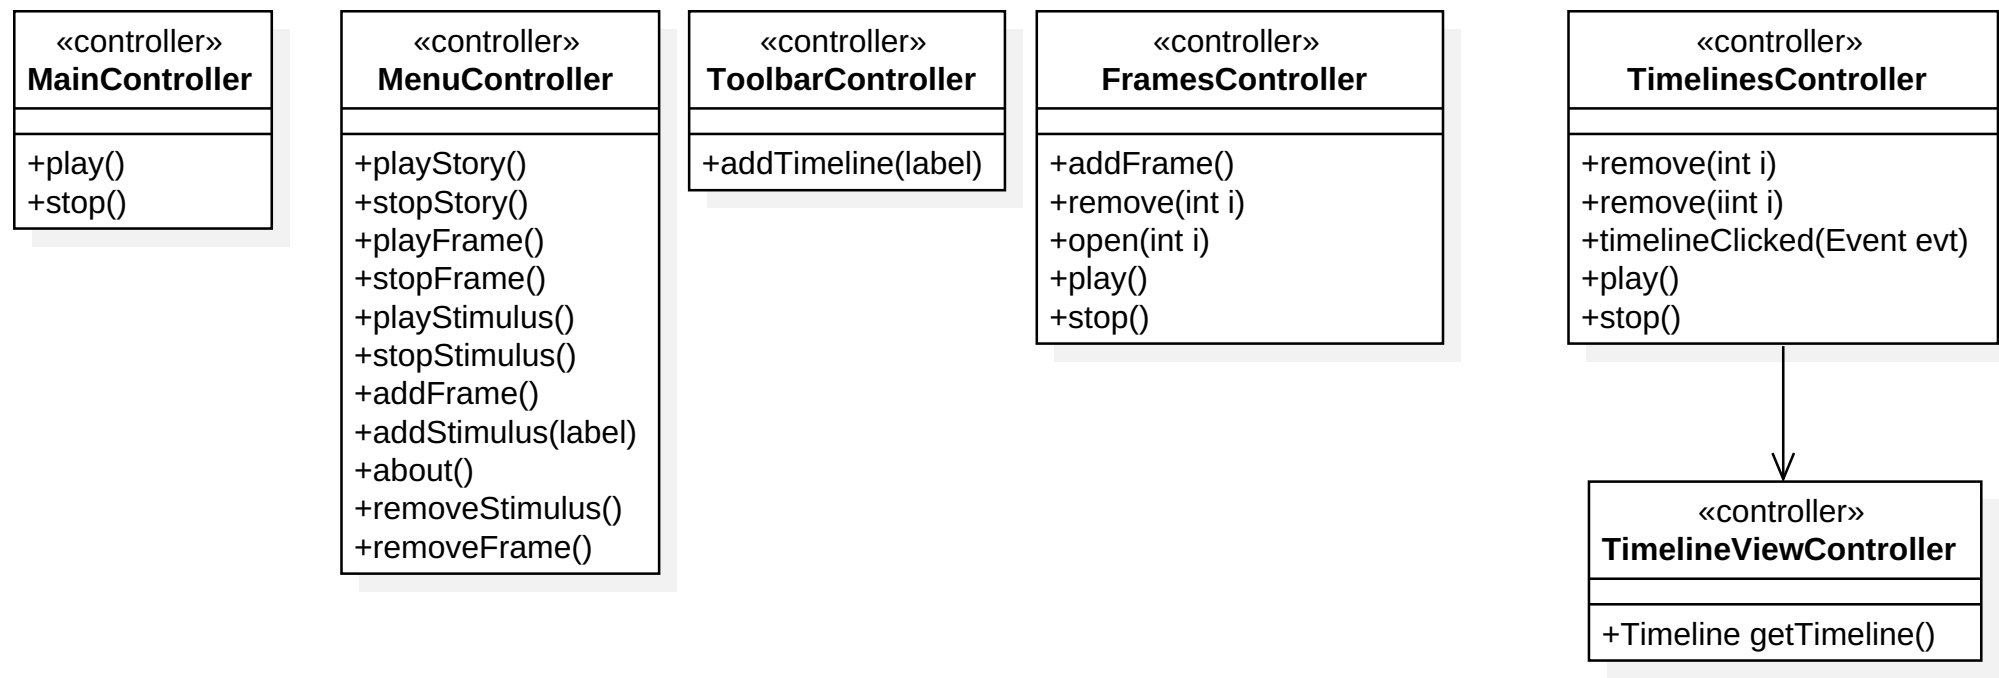 «controller»
MainController
+play()
+stop()
«controller»
MenuController
+playStory()
+stopStory()
+playFrame()
+stopFrame()
+playStimulus()
+stopStimulus()
+addFrame()
+addStimulus(label)
+about()
+removeStimulus()
+removeFrame()
«controller»
ToolbarController
+addTimeline(label)
«controller»
FramesController
+addFrame()
+remove(int i)
+open(int i)
+play()
+stop()
«controller»
TimelinesController
+remove(int i)
+remove(iint i)
+timelineClicked(Event evt)
+play()
+stop()
«controller»
TimelineViewController
+Timeline getTimeline()